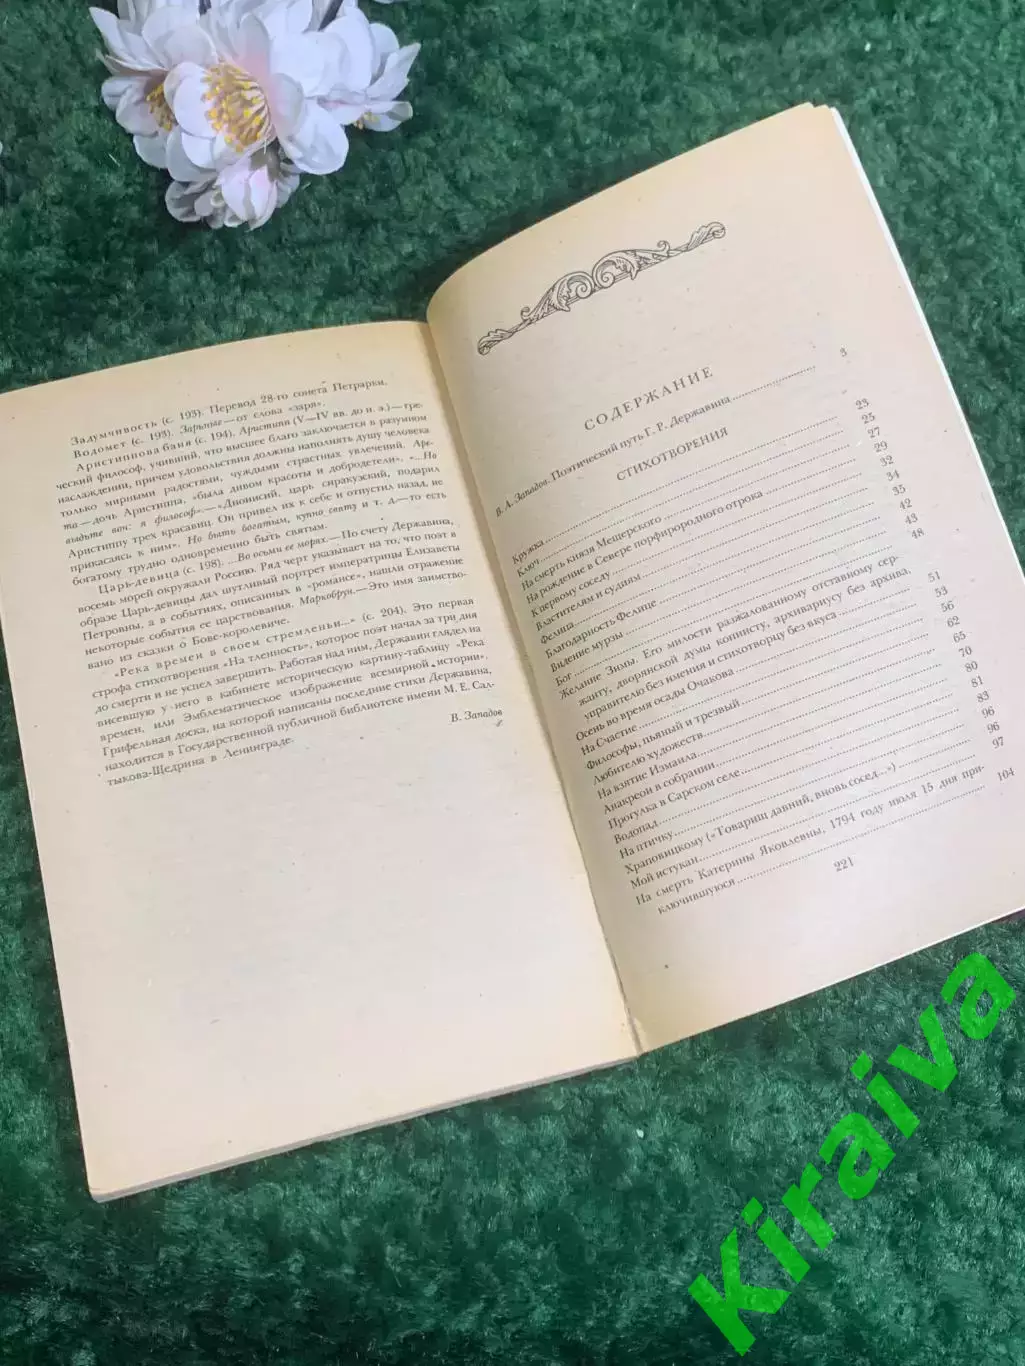 Задумчивость (с. 193). Перевод 28-го сонета Петрарки.
Водомет (с. 193). Зарьные — от слова «заря».
Аристиппова баня (с. 194). Аристипп (V—IV вв. до н. э.) — гре-
ческий философ, учивший, что высшее благо заключается в разумном
наслаждении, причем удовольствия должны наполнять душу человека
только мирными радостями, чуждыми страстных увлечений. Аре-
та — дочь Аристиппа, «была дивом красоты и добродетели». «...Но
выдьте вон: я философ». — «Дионисий, царь сиракузский, подарил
Аристиппу трех красавиц. Он привел их к себе и отпустил назад, не
прикасаясь к ним». Но быть богатым, купно святу и т. д. — то есть
богатому трудно одновременно быть святым.
Царь-девица (с. 198). ...Во осьми ее морях. — По счету Державина,
восемь морей окружали Россию. Ряд черт указывает на то, что поэт в
образе Царь-девицы дал шутливый портрет императрицы Елизаветы
Петровны, а в событиях, описанных в «романсе», нашли отражение
некоторые события ее царствования. Маркобрун. — Это имя заимство-
вано из сказки о Бове-королевиче.
«Река времен в своем стремленьи...» (с. 204). Это первая
строфа стихотворения «На тленность», которое поэт начал за три дня
до смерти и не успел завершить. Работая над ним, Державин глядел на
висевшую у него в кабинете историческую картину-таблицу «Река
времен, или Эмблематическое изображение всемирной истории».
Грифельная доска, на которой написаны последние стихи Державина,
находится в Государственной публичной библиотеке имени М. Е. Сал-
тыкова-Щедрина в Ленинграде.
В. Западов
СОДЕРЖАНИЕ
В. А. Западов. Поэтический путь Г. Р. Державина 3
СТИХОТВОРЕНИЯ
Кружка 23
Ключ 25
На смерть князя Мещерского 27
На рождение в Севере порфирородного отрока 29
К первому соседу 32
Властителям и судиям 34
Фелица 35
Благодарность Фелице 42
Видение мурзы 43
Бог 48
Желание Зимы. Его милости разжалованному отставному сер-
жанту, дворянской думы кописту, архивариусу без архива,
управителю без имения и стихотворцу без вкуса 51
Осень во время осады Очакова 53
На Счастие 56
Философы, пьяный и трезвый 62
Любителю художеств 65
На взятие Измаила 70
Анакреон в собрании 80
Прогулка в Сарском селе 81
Водопад 83
На птичку 96
Храповицкому («Товарищ давний, вновь сосед...») 96
Мой истукан 97
На смерть Катерины Яковлевны, 1794 году июля 15 дня при-
ключившуюся 104
221
Kiraiva